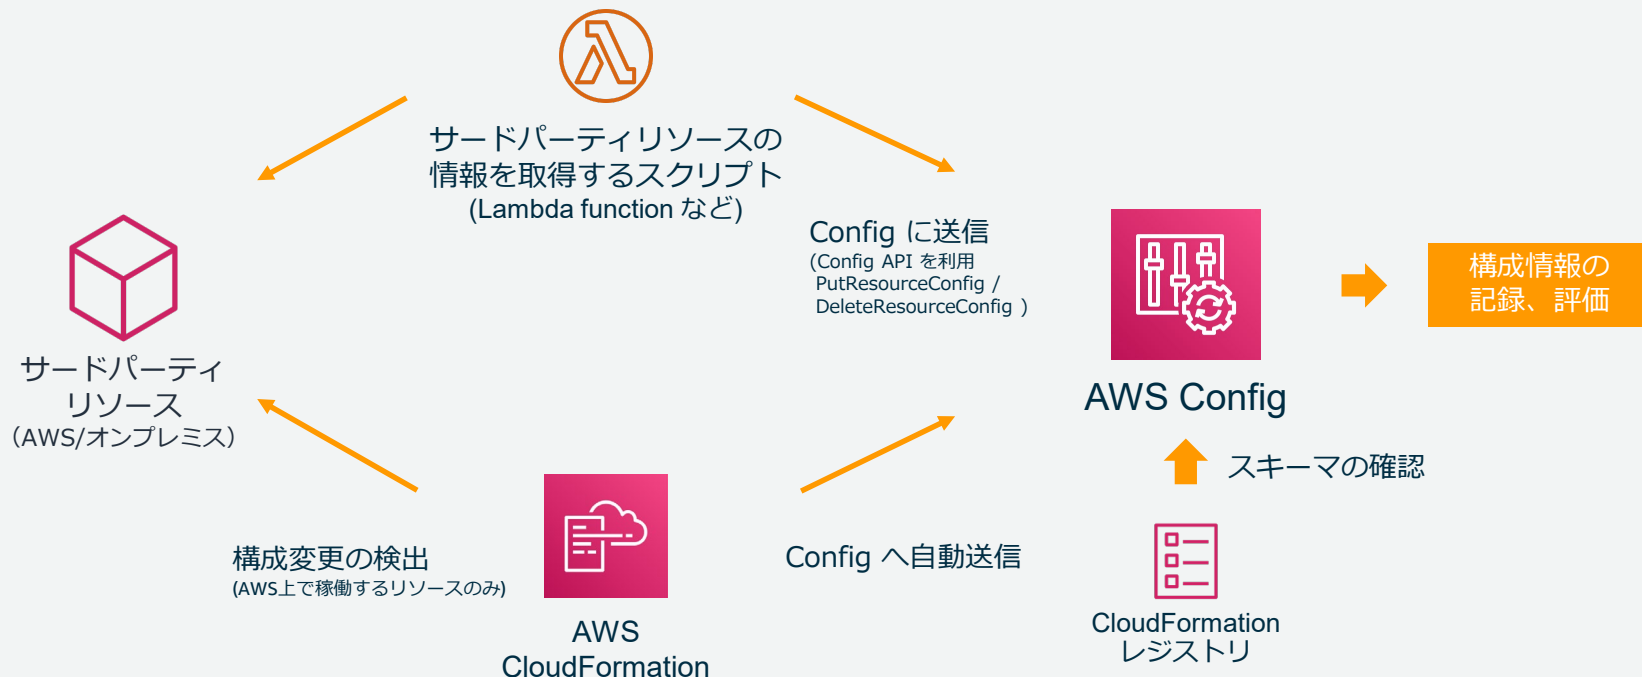 サードパーティリソースの
情報を取得するスクリプト
(Lambda function など)
Config に送信
(Config API を利用
PutResourceConfig /
DeleteResourceConfig )
構成情報の
記録、評価
サードパーティ
リソース
（AWS/オンプレミス）
AWS Config
スキーマの確認
構成変更の検出
(AWS上で稼働するリソースのみ)
Config へ自動送信
AWS
CloudFormation
CloudFormation
レジストリ